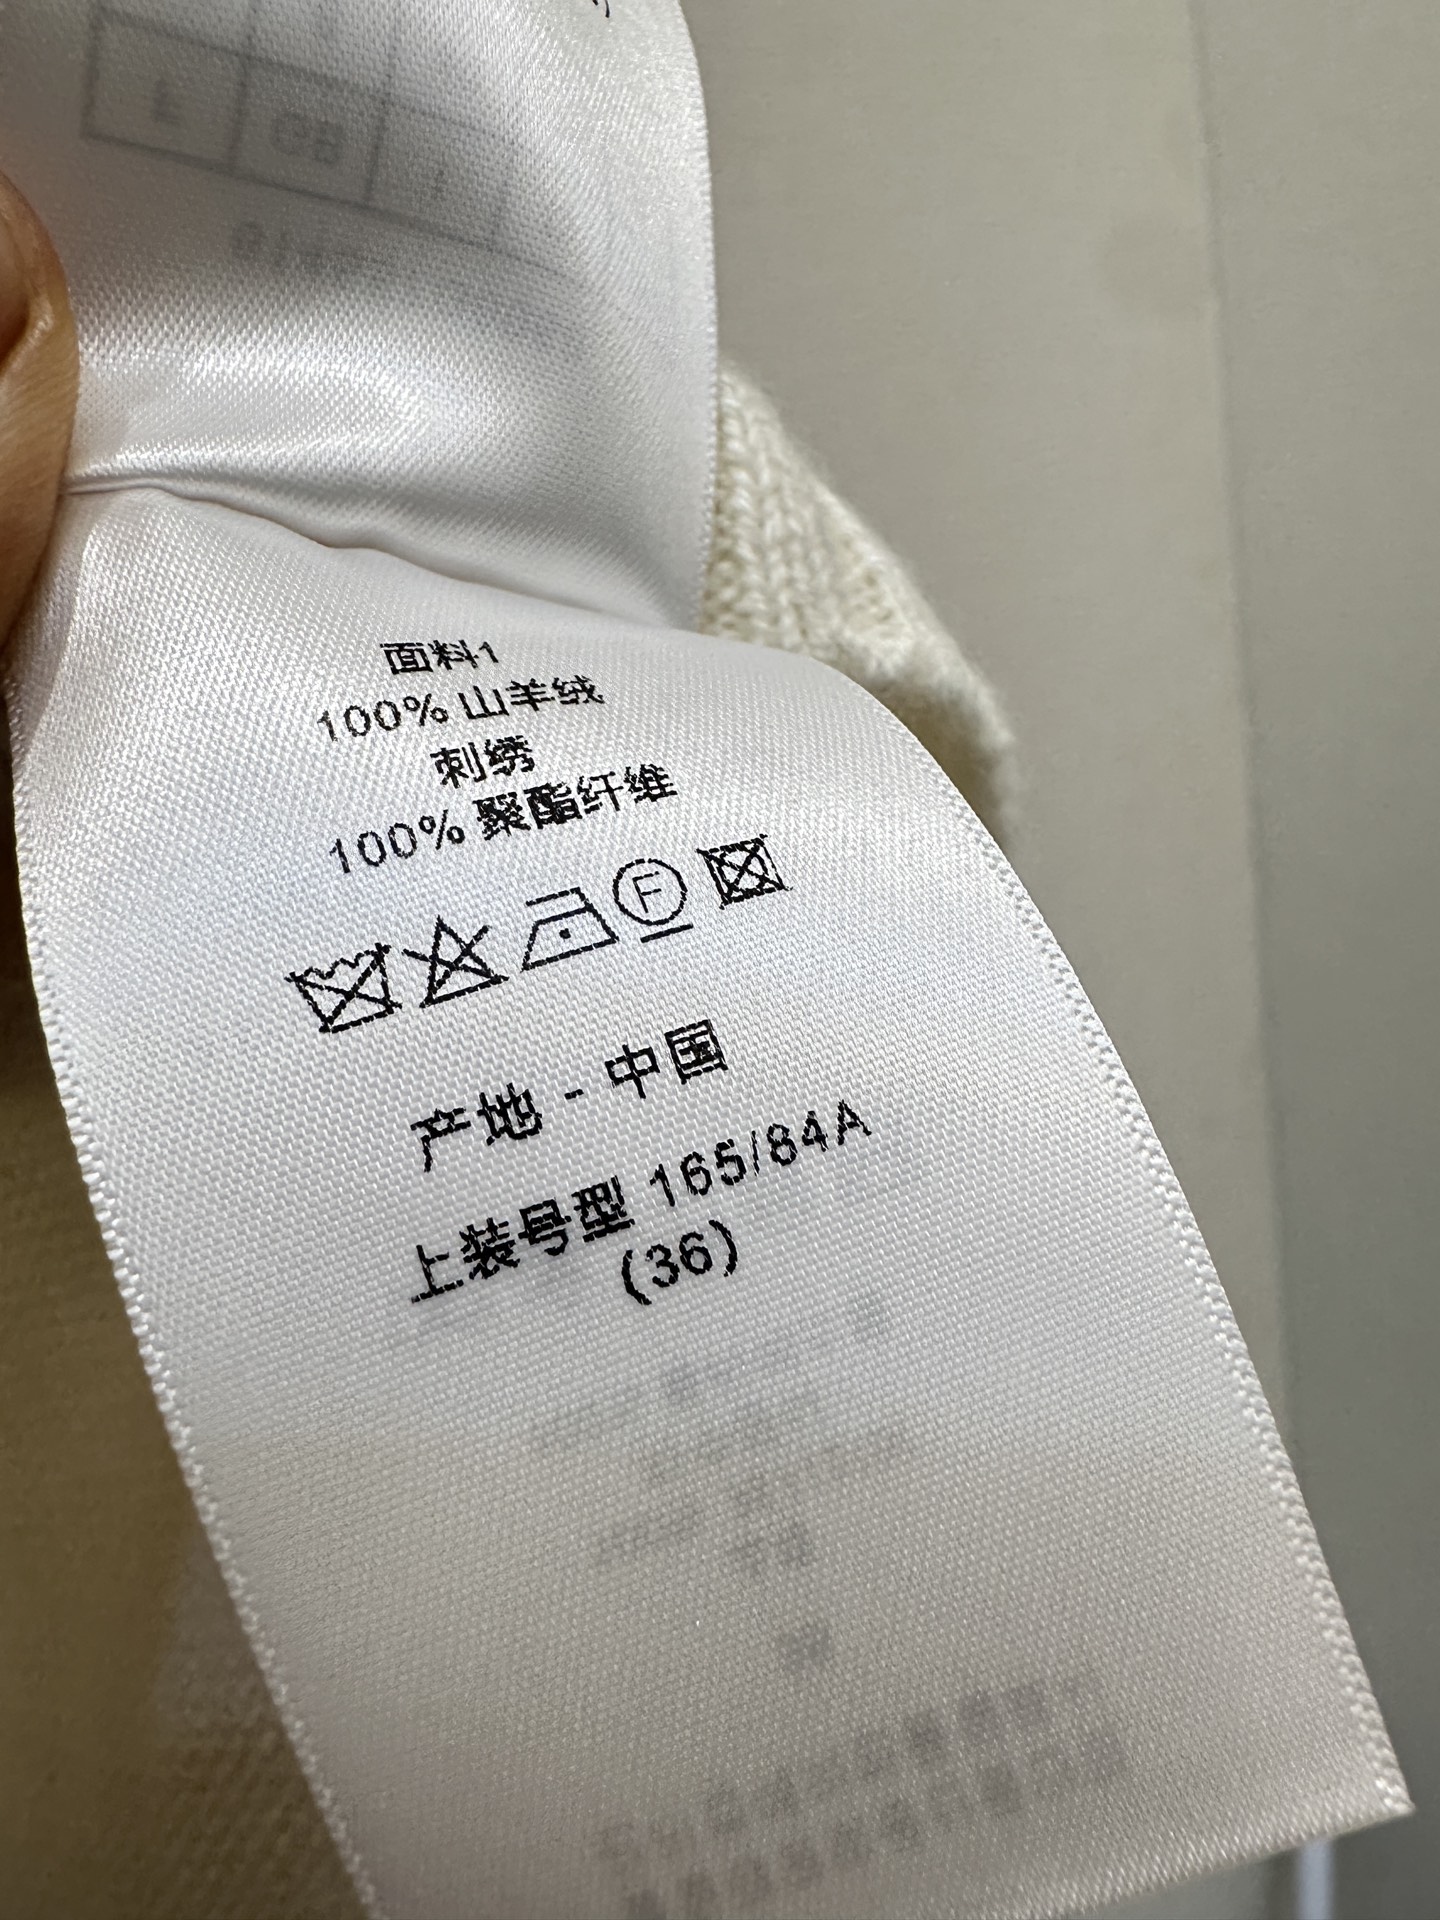 面料1
100% 山羊绒
刺绣
100% 聚酯纤维
F
产地 - 中国
上装号型 165/84A
(36)